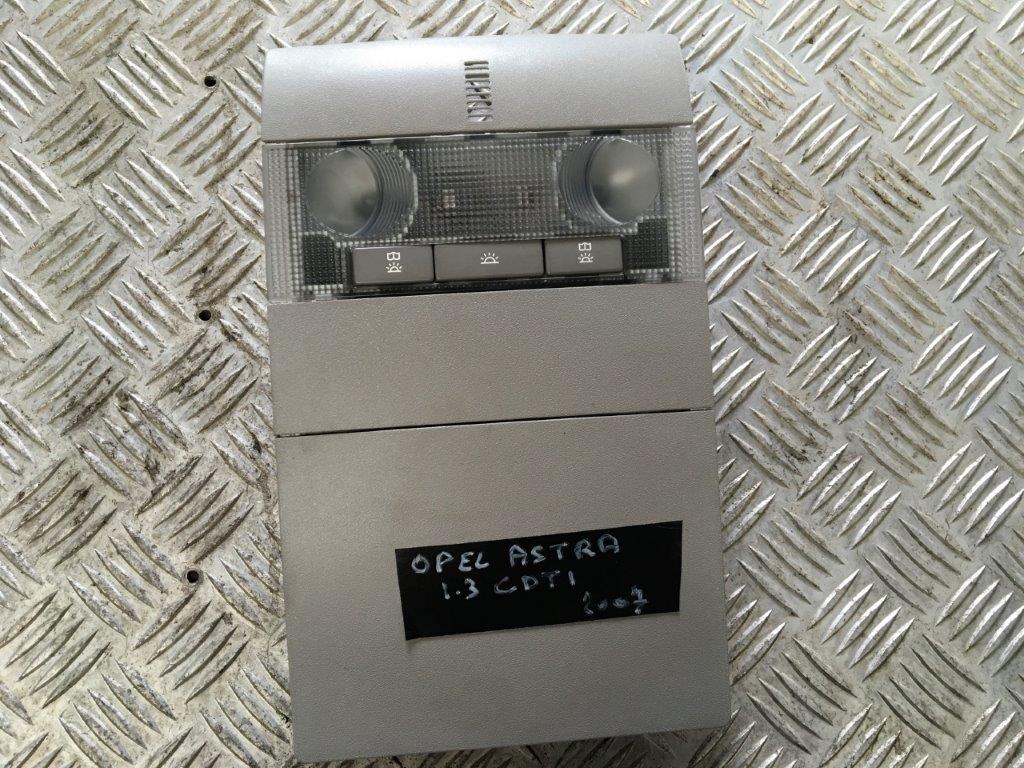 OPEL ASTRA
1.3 CDTI
2007